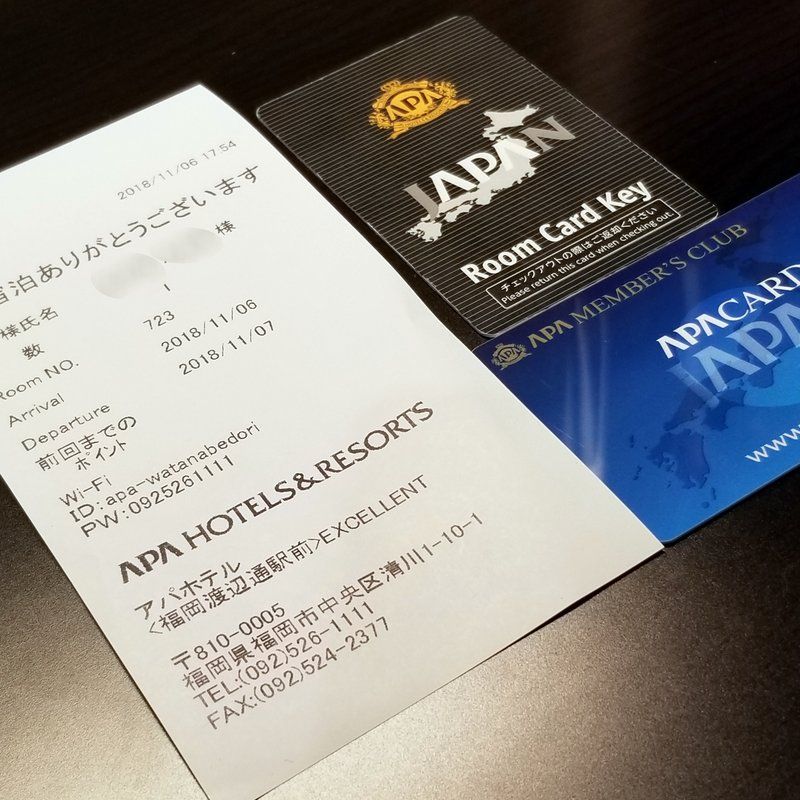 2018/11/06 17:54
宿泊ありがとうございます
様氏名 様
数 1
Room NO. 723
Arrival 2018/11/06
Departure 2018/11/07
前回までの
ポイント
Wi-Fi
ID:apa-watanabedori
PW:0925261111
APA HOTELS&RESORTS
アパホテル
<福岡渡辺通駅前>EXCELLENT
〒810-0005
福岡県福岡市中央区清川1-10-1
TEL:(092)526-1111
FAX:(092)524-2377
APA
JAPAN
Room Card Key
チェックアウトの際はご返却ください
Please return this card when checking out.
APA
APA MEMBER'S CLUB
APACARD
JAPA
www